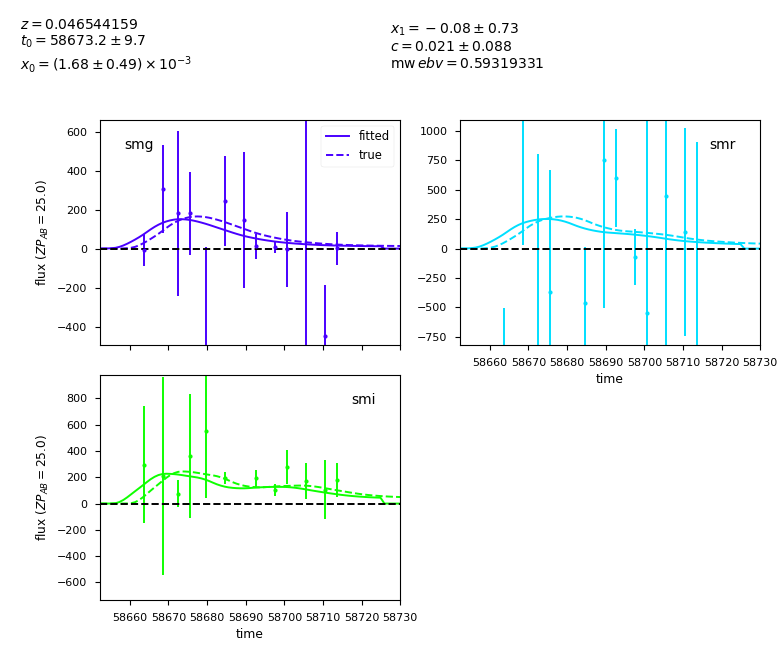 z = 0.046544159
t₀ = 58673.2 ± 9.7
x₀ = (1.68 ± 0.49) × 10⁻³
x₁ = −0.08 ± 0.73
c = 0.021 ± 0.088
mw ebv = 0.59319331
smg
fitted
true
600
400
200
0
−200
−400
flux (ZP_AB = 25.0)
smr
1000
750
500
250
0
−250
−500
−750
58660 58670 58680 58690 58700 58710 58720 58730
time
smi
800
600
400
200
0
−200
−400
−600
flux (ZP_AB = 25.0)
58660 58670 58680 58690 58700 58710 58720 58730
time